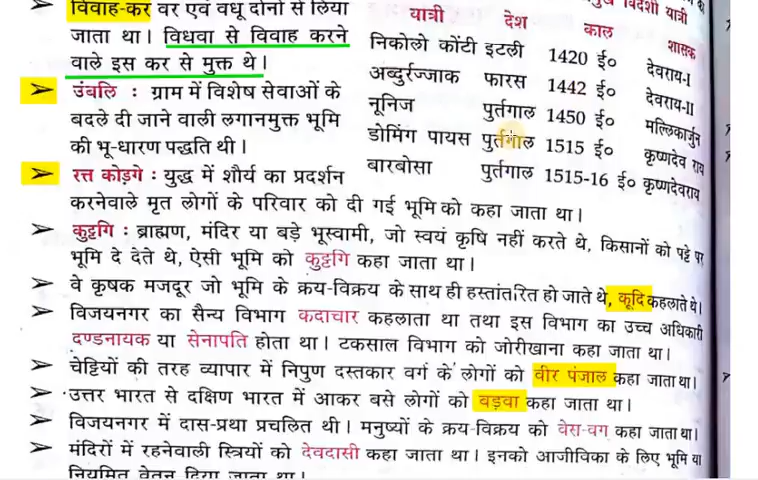 ➤ विवाह-कर वर एवं वधू दोनों से लिया
जाता था। विधवा से विवाह करने
वाले इस कर से मुक्त थे।
➤ उंबलि : ग्राम में विशेष सेवाओं के
बदले दी जाने वाली लगानमुक्त भूमि
की भू-धारण पद्धति थी।
➤ रत्त कोड़गे : युद्ध में शौर्य का प्रदर्शन
विदेशी यात्री
यात्री देश काल शासक
निकोलो कोंटी इटली 1420 ई० देवराय-I
अब्दुर्रज्जाक फारस 1442 ई० देवराय-II
नूनिज पुर्तगाल 1450 ई० मल्लिकार्जुन
डोमिंग पायस पुर्तगाल 1515 ई० कृष्णदेव राय
बारबोसा पुर्तगाल 1515-16 ई० कृष्णदेवराय
करनेवाले मृत लोगों के परिवार को दी गई भूमि को कहा जाता था।
➤ कुट्टगि : ब्राह्मण, मंदिर या बड़े भूस्वामी, जो स्वयं कृषि नहीं करते थे, किसानों को पट्टे पर
भूमि दे देते थे, ऐसी भूमि को कुट्टगि कहा जाता था।
➤ वे कृषक मजदूर जो भूमि के क्रय-विक्रय के साथ ही हस्तांतरित हो जाते थे, कूदि कहलाते थे।
➤ विजयनगर का सैन्य विभाग कदाचार कहलाता था तथा इस विभाग का उच्च अधिकारी
दण्डनायक या सेनापति होता था। टकसाल विभाग को जोरीखाना कहा जाता था।
➤ चेट्टियों की तरह व्यापार में निपुण दस्तकार वर्ग के लोगों को वीर पंजाल कहा जाता था।
➤ उत्तर भारत से दक्षिण भारत में आकर बसे लोगों को बड़वा कहा जाता था।
➤ विजयनगर में दास-प्रथा प्रचलित थी। मनुष्यों के क्रय-विक्रय को वेस-वग कहा जाता था।
➤ मंदिरों में रहनेवाली स्त्रियों को देवदासी कहा जाता था। इनको आजीविका के लिए भूमि या
नियमित वेतन दिया जाता था।